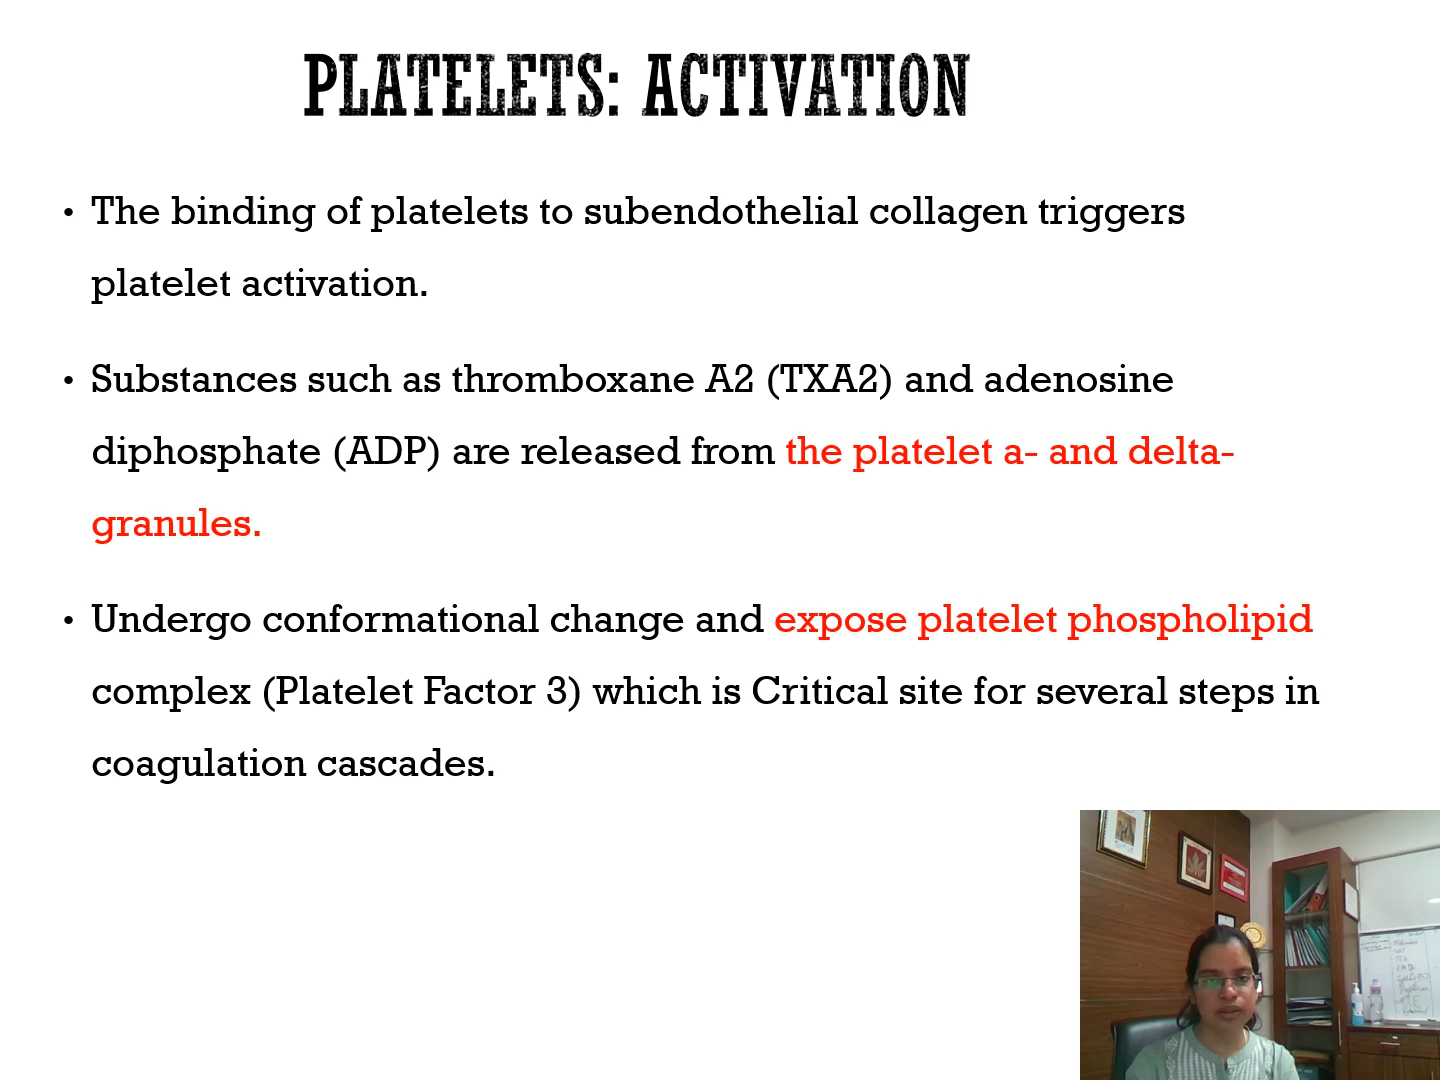 PLATELETS: ACTIVATION
• The binding of platelets to subendothelial collagen triggers
platelet activation.
• Substances such as thromboxane A2 (TXA2) and adenosine
diphosphate (ADP) are released from the platelet a- and delta-
granules.
• Undergo conformational change and expose platelet phospholipid
complex (Platelet Factor 3) which is Critical site for several steps in
coagulation cascades.